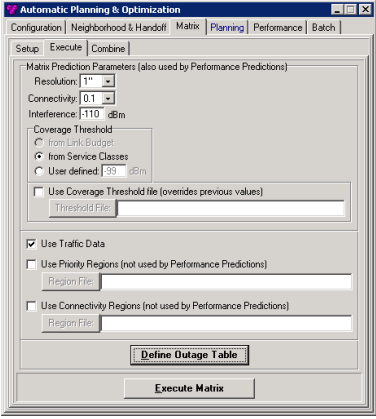 Automatic Planning & Optimization
Configuration Neighborhood & Handoff Matrix Planning Performance Batch
Setup Execute Combine
Matrix Prediction Parameters (also used by Performance Predictions)
Resolution: 1"
Connectivity: 0.1
Interference: -110 dBm
Coverage Threshold
from Link Budget
from Service Classes
User defined: -99 dBm
Use Coverage Threshold file (overrides previous values)
Threshold File:
Use Traffic Data
Use Priority Regions (not used by Performance Predictions)
Region File:
Use Connectivity Regions (not used by Performance Predictions)
Region File:
Define Outage Table
Execute Matrix